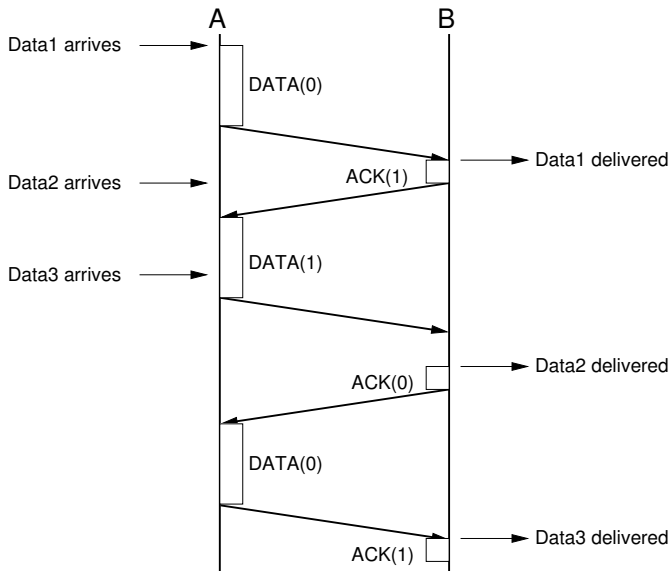 A
B
Data1 arrives
DATA(0)
Data1 delivered
ACK(1)
Data2 arrives
DATA(1)
Data3 arrives
Data2 delivered
ACK(0)
DATA(0)
Data3 delivered
ACK(1)